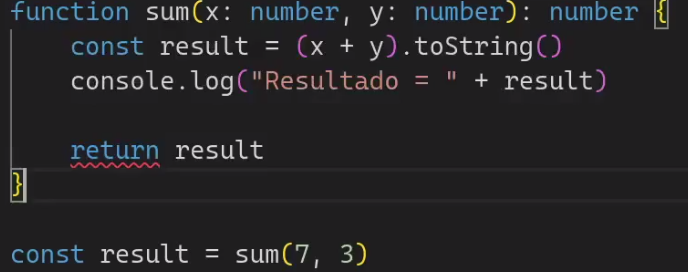 function sum(x: number, y: number): number {
const result = (x + y).toString()
console.log("Resultado = " + result)
return result
}
const result = sum(7, 3)